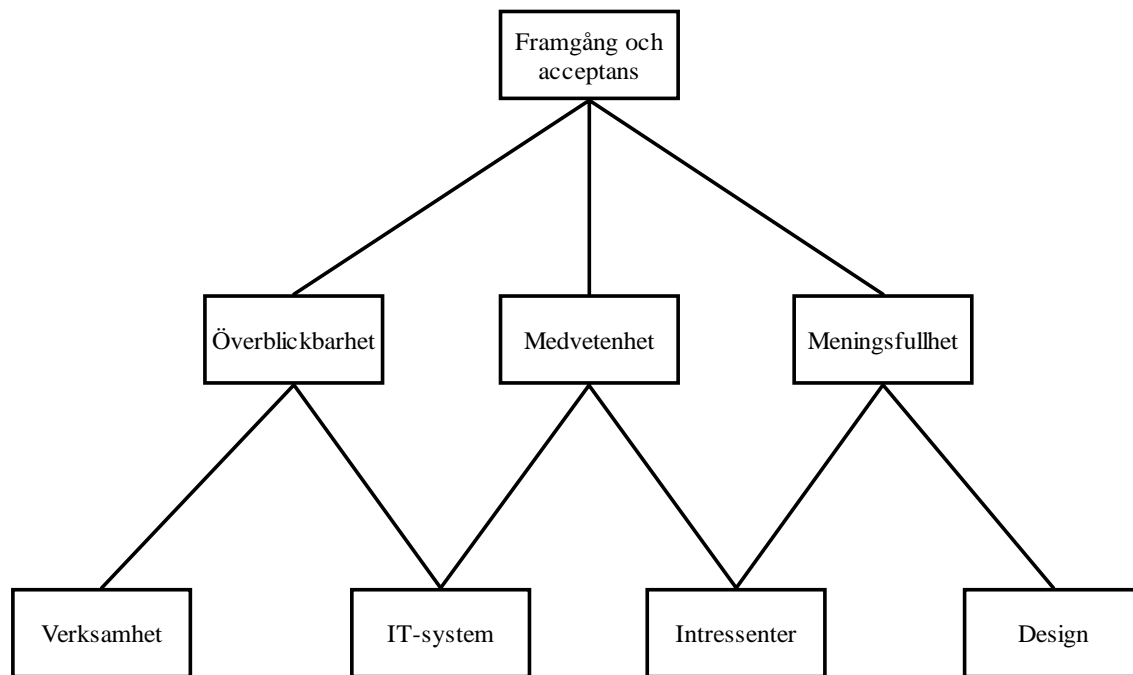 Framgång och
acceptans
Överblickbarhet
Medvetenhet
Meningsfullhet
Verksamhet
IT-system
Intressenter
Design